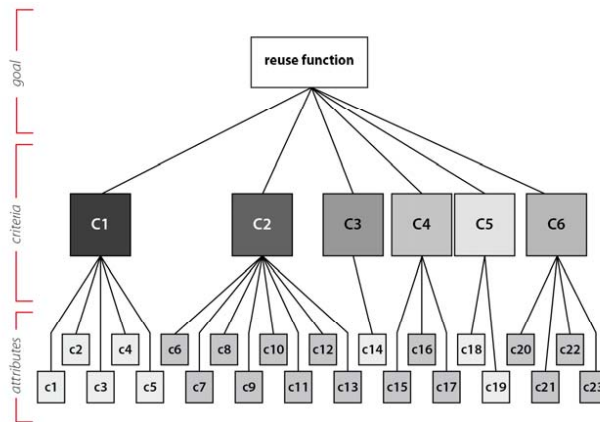 goal
reuse function
criteria
C1 C2 C3 C4 C5 C6
attributes
c2 c4 c6 c8 c10 c12 c14 c16 c18 c20 c22
c1 c3 c5 c7 c9 c11 c13 c15 c17 c19 c21 c23